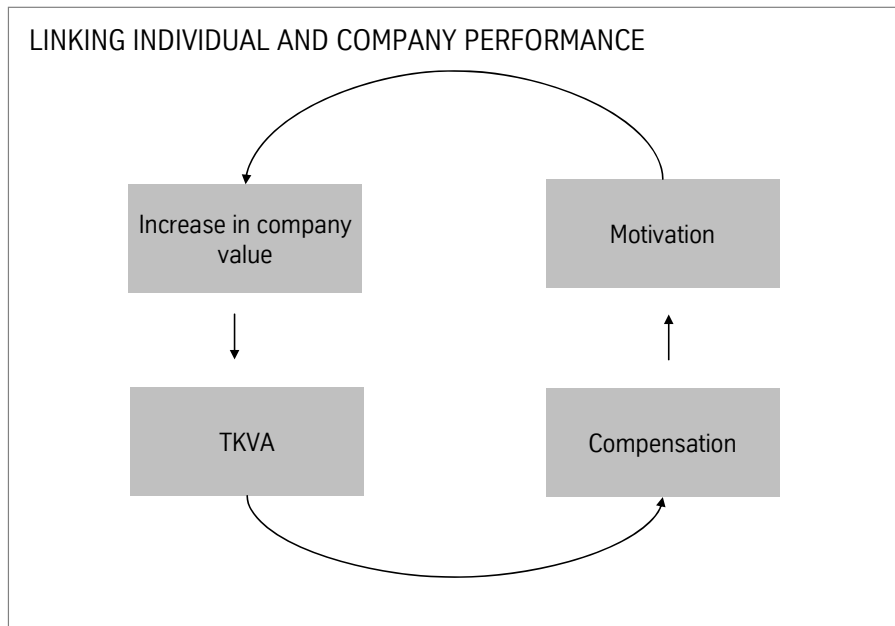 LINKING INDIVIDUAL AND COMPANY PERFORMANCE
Increase in company
value
Motivation
TKVA
Compensation